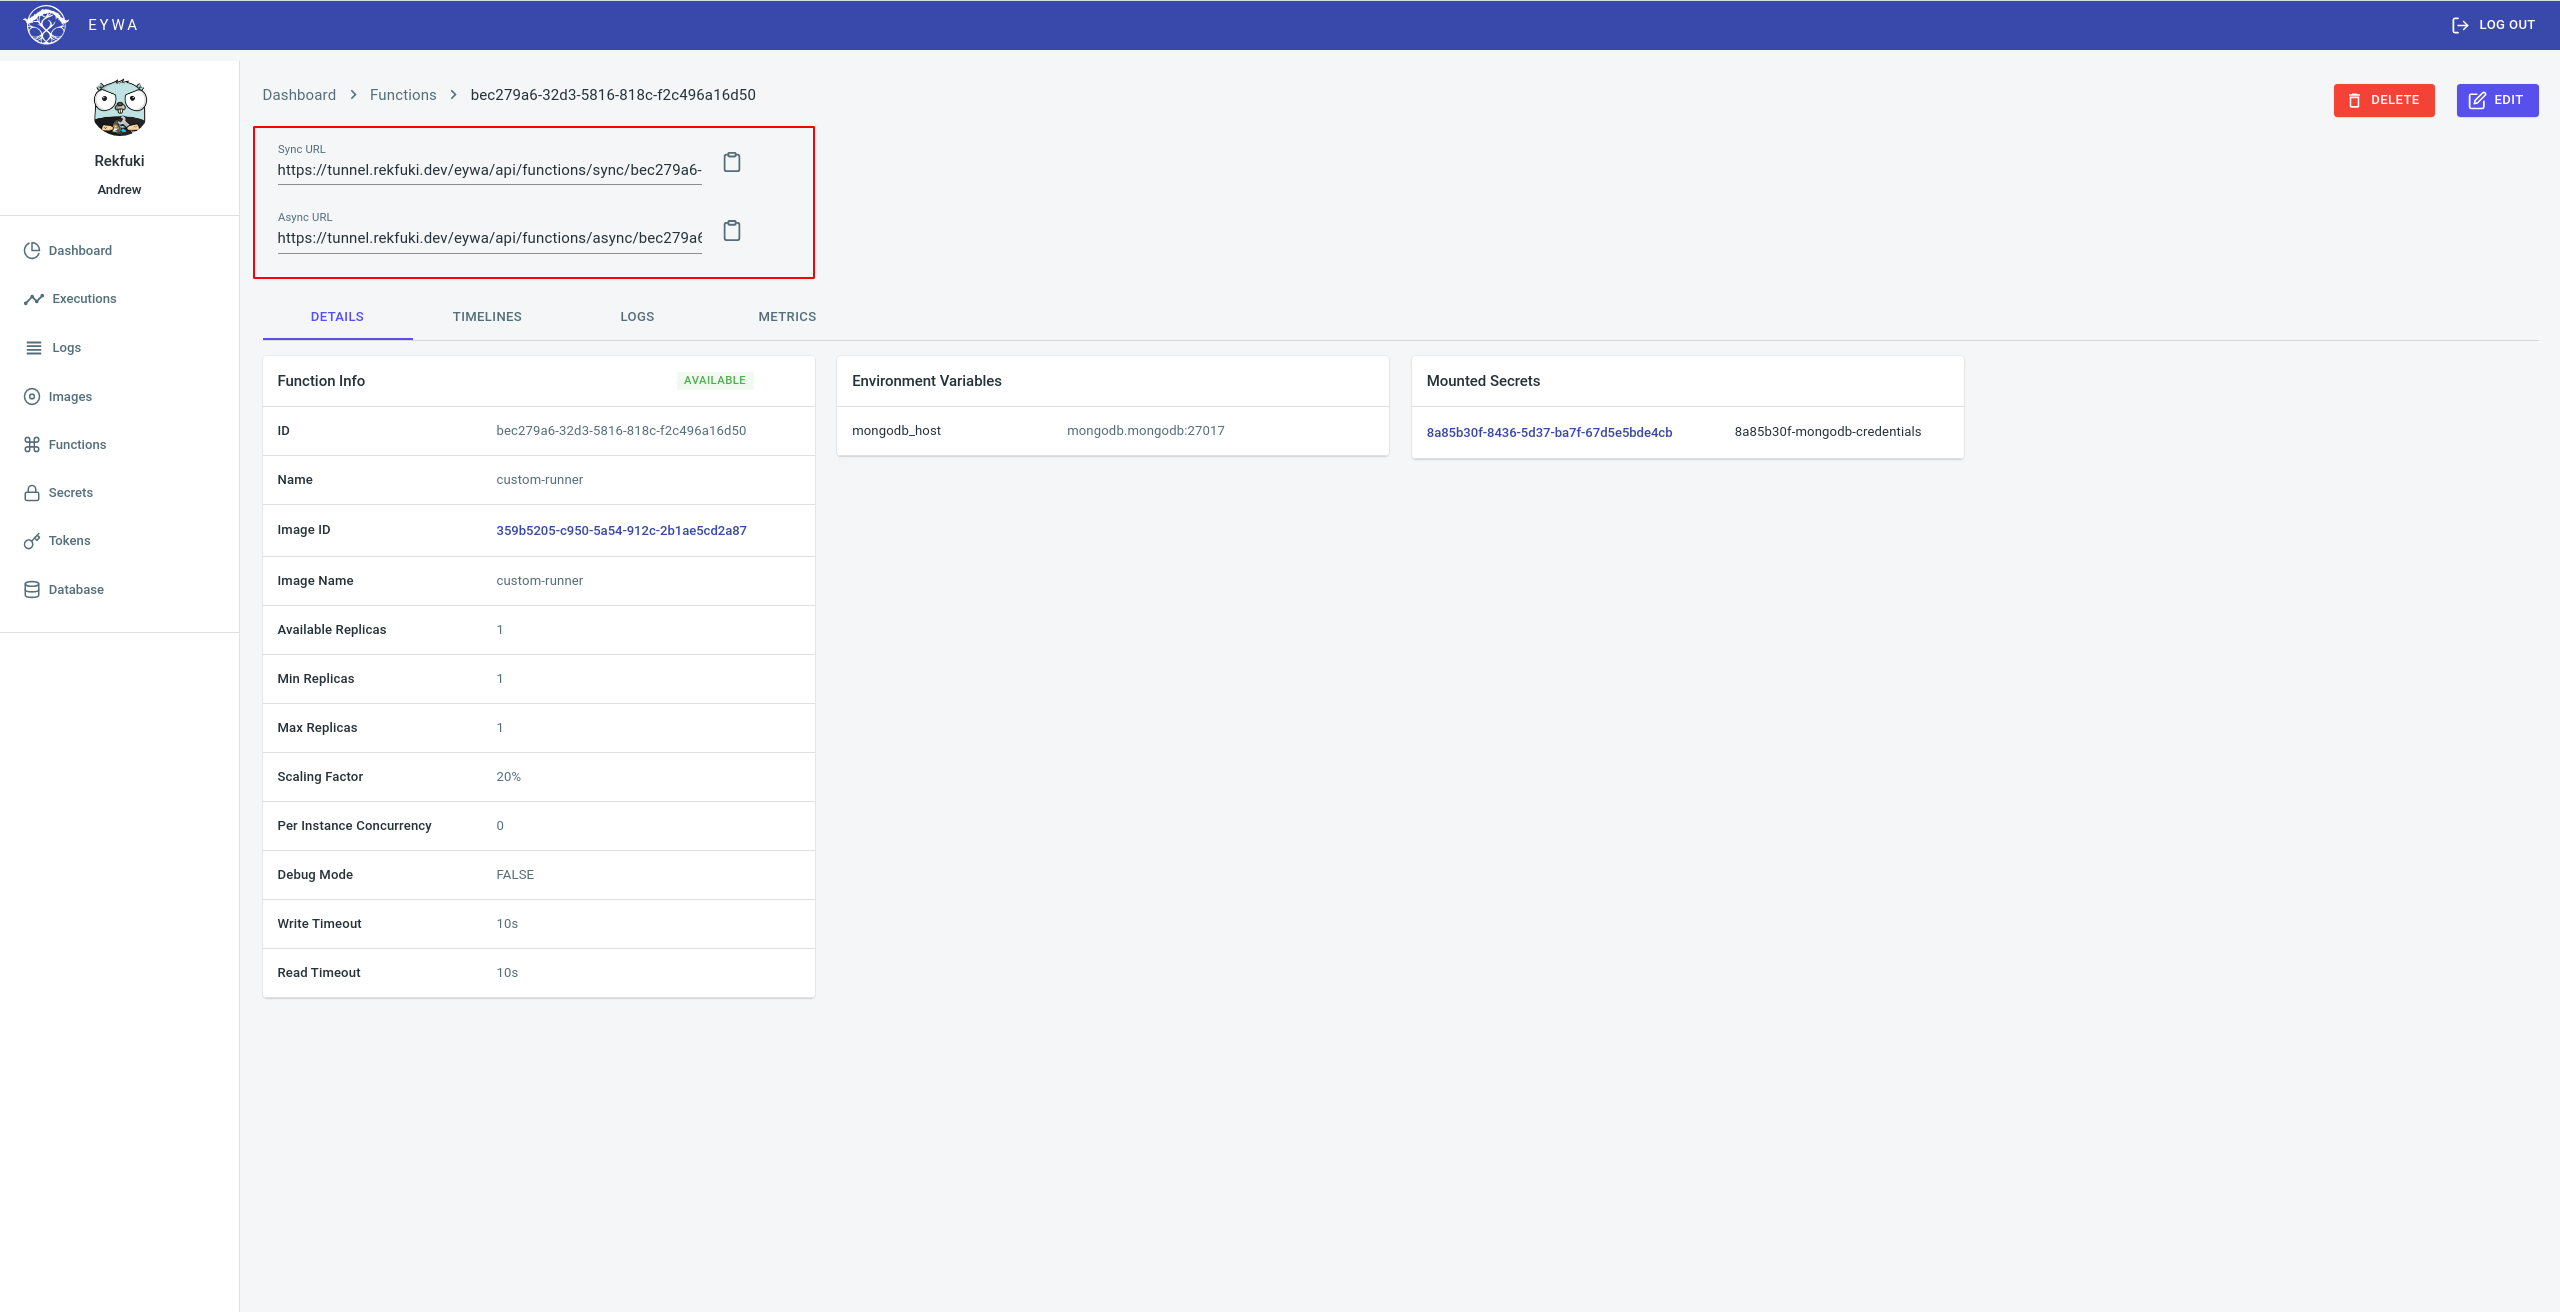 EYWA
LOG OUT
Rekfuki
Andrew
Dashboard
Executions
Logs
Images
Functions
Secrets
Tokens
Database
Dashboard > Functions > bec279a6-32d3-5816-818c-f2c496a16d50
DELETE
EDIT
Sync URL
https://tunnel.rekfuki.dev/eywa/api/functions/sync/bec279a6-
Async URL
https://tunnel.rekfuki.dev/eywa/api/functions/async/bec279a6
DETAILS TIMELINES LOGS METRICS
Function Info AVAILABLE
ID bec279a6-32d3-5816-818c-f2c496a16d50
Name custom-runner
Image ID 359b5205-c950-5a54-912c-2b1ae5cd2a87
Image Name custom-runner
Available Replicas 1
Min Replicas 1
Max Replicas 1
Scaling Factor 20%
Per Instance Concurrency 0
Debug Mode FALSE
Write Timeout 10s
Read Timeout 10s
Environment Variables
mongodb_host mongodb.mongodb:27017
Mounted Secrets
8a85b30f-8436-5d37-ba7f-67d5e5bde4cb 8a85b30f-mongodb-credentials